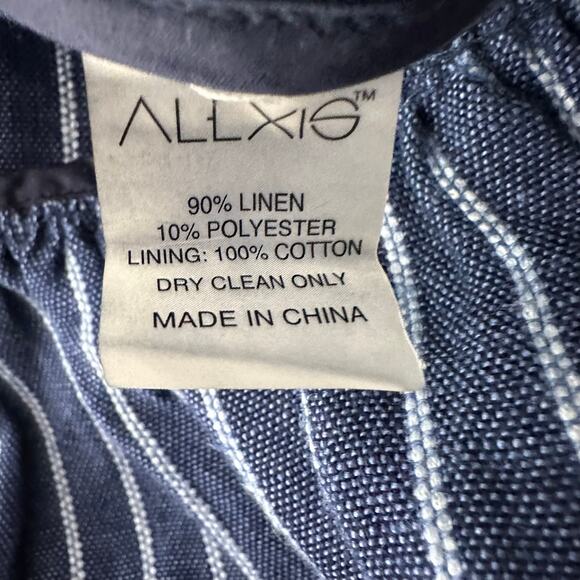 ALEXIS™
90% LINEN
10% POLYESTER
LINING: 100% COTTON
DRY CLEAN ONLY
MADE IN CHINA